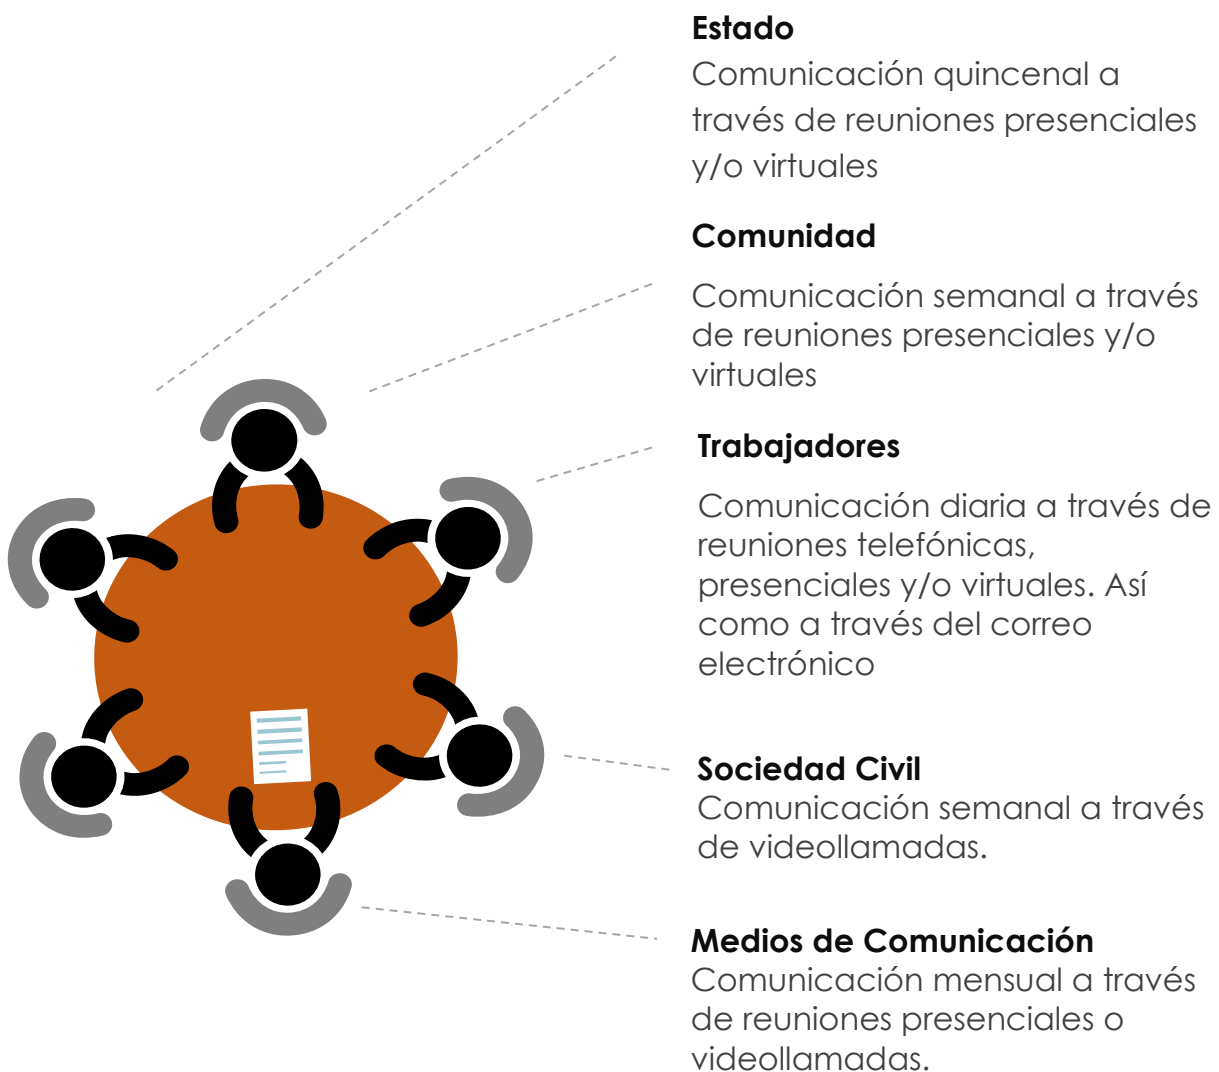 Estado
Comunicación quincenal a
través de reuniones presenciales
y/o virtuales
Comunidad
Comunicación semanal a través
de reuniones presenciales y/o
virtuales
Trabajadores
Comunicación diaria a través de
reuniones telefónicas,
presenciales y/o virtuales. Así
como a través del correo
electrónico
Sociedad Civil
Comunicación semanal a través
de videollamadas.
Medios de Comunicación
Comunicación mensual a través
de reuniones presenciales o
videollamadas.